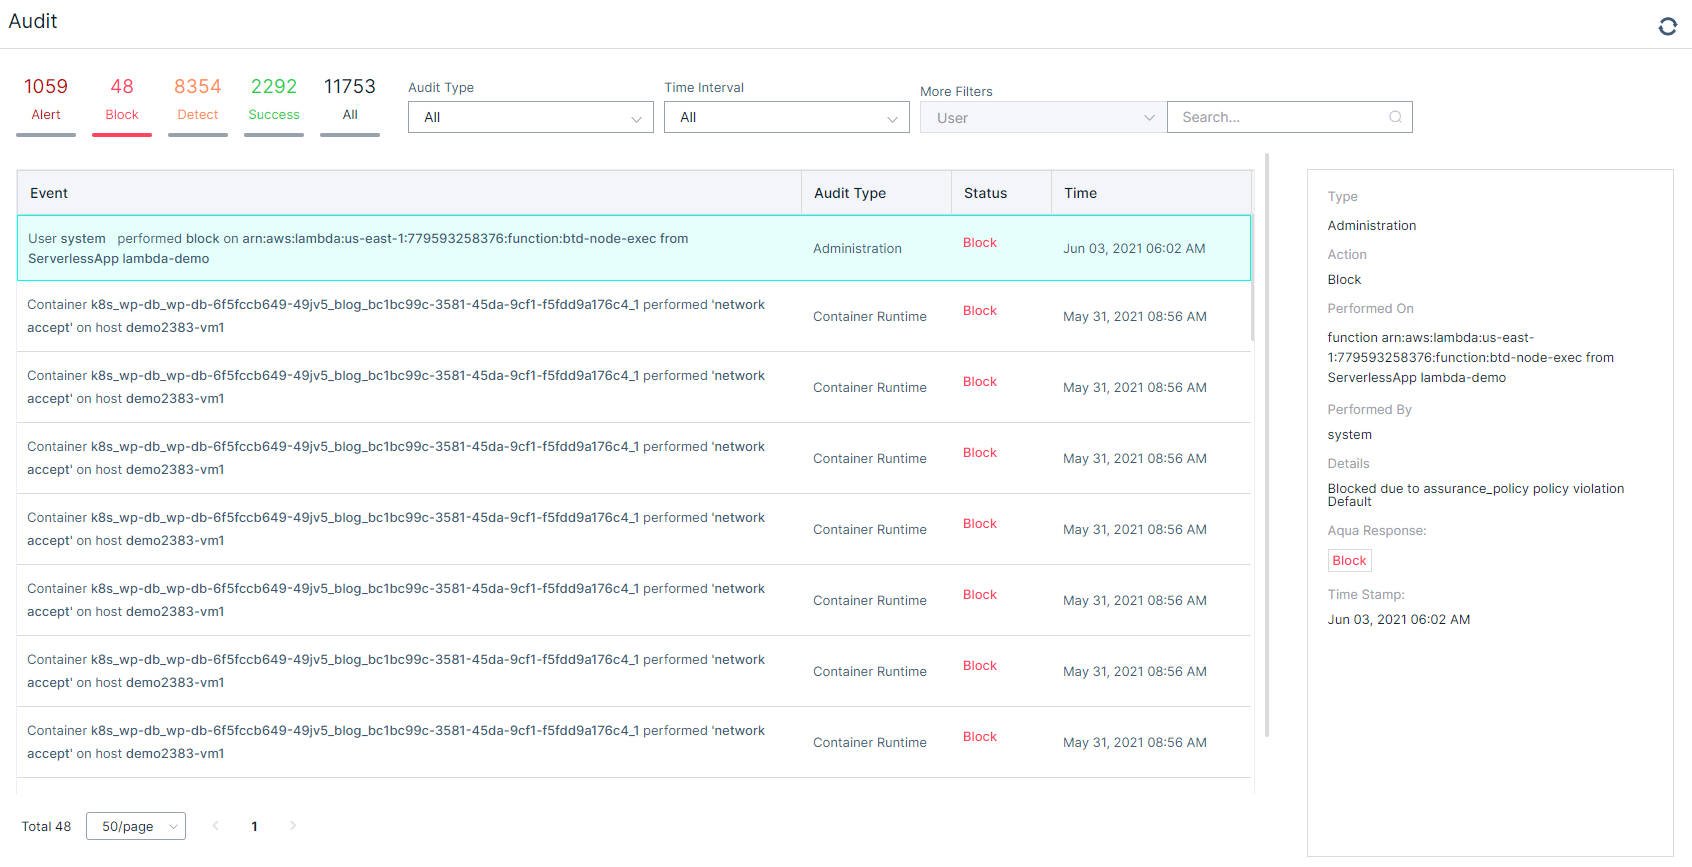 Audit
1059
Alert
48
Block
8354
Detect
2292
Success
11753
All
Audit Type
All
Time Interval
All
More Filters
User
Search...
Event
Audit Type
Status
Time
User system performed block on arn:aws:lambda:us-east-1:779593258376:function:btd-node-exec from
ServerlessApp lambda-demo
Administration
Block
Jun 03, 2021 06:02 AM
Container k8s_wp-db_wp-db-6f5fccb649-49jv5_blog_bc1bc99c-3581-45da-9cf1-f5fdd9a176c4_1 performed 'network
accept' on host demo2383-vm1
Container Runtime
Block
May 31, 2021 08:56 AM
Container k8s_wp-db_wp-db-6f5fccb649-49jv5_blog_bc1bc99c-3581-45da-9cf1-f5fdd9a176c4_1 performed 'network
accept' on host demo2383-vm1
Container Runtime
Block
May 31, 2021 08:56 AM
Container k8s_wp-db_wp-db-6f5fccb649-49jv5_blog_bc1bc99c-3581-45da-9cf1-f5fdd9a176c4_1 performed 'network
accept' on host demo2383-vm1
Container Runtime
Block
May 31, 2021 08:56 AM
Container k8s_wp-db_wp-db-6f5fccb649-49jv5_blog_bc1bc99c-3581-45da-9cf1-f5fdd9a176c4_1 performed 'network
accept' on host demo2383-vm1
Container Runtime
Block
May 31, 2021 08:56 AM
Container k8s_wp-db_wp-db-6f5fccb649-49jv5_blog_bc1bc99c-3581-45da-9cf1-f5fdd9a176c4_1 performed 'network
accept' on host demo2383-vm1
Container Runtime
Block
May 31, 2021 08:56 AM
Container k8s_wp-db_wp-db-6f5fccb649-49jv5_blog_bc1bc99c-3581-45da-9cf1-f5fdd9a176c4_1 performed 'network
accept' on host demo2383-vm1
Container Runtime
Block
May 31, 2021 08:56 AM
Container k8s_wp-db_wp-db-6f5fccb649-49jv5_blog_bc1bc99c-3581-45da-9cf1-f5fdd9a176c4_1 performed 'network
accept' on host demo2383-vm1
Container Runtime
Block
May 31, 2021 08:56 AM
Total 48
50/page
1
Type
Administration
Action
Block
Performed On
function arn:aws:lambda:us-east-
1:779593258376:function:btd-node-exec from
ServerlessApp lambda-demo
Performed By
system
Details
Blocked due to assurance_policy policy violation
Default
Aqua Response:
Block
Time Stamp:
Jun 03, 2021 06:02 AM